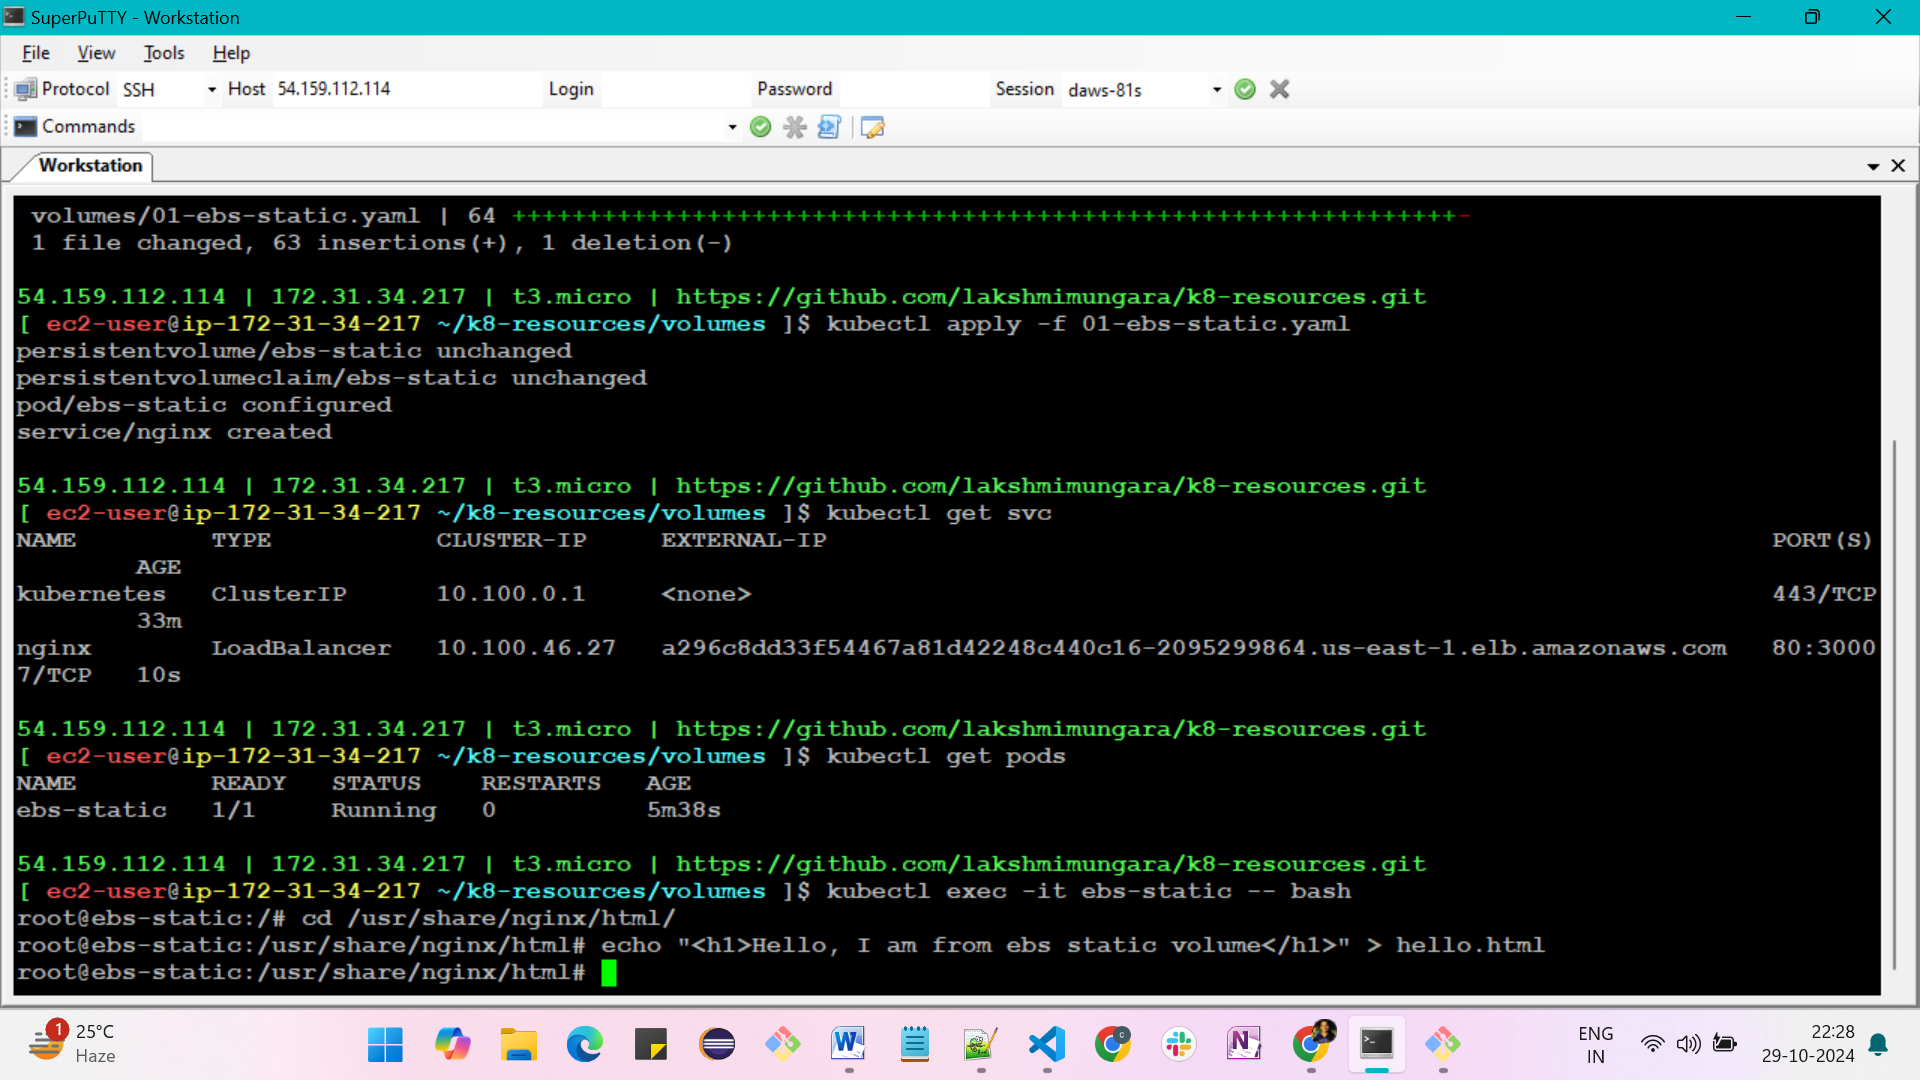 SuperPuTTY - Workstation
File View Tools Help
Protocol SSH Host 54.159.112.114 Login Password Session daws-81s
Commands
Workstation
volumes/01-ebs-static.yaml | 64 +++++++++++++++++++++++++++++++++++++++++++++++++++++++++++++++-
1 file changed, 63 insertions(+), 1 deletion(-)
54.159.112.114 | 172.31.34.217 | t3.micro | https://github.com/lakshmimungara/k8-resources.git
[ ec2-user@ip-172-31-34-217 ~/k8-resources/volumes ]$ kubectl apply -f 01-ebs-static.yaml
persistentvolume/ebs-static unchanged
persistentvolumeclaim/ebs-static unchanged
pod/ebs-static configured
service/nginx created
54.159.112.114 | 172.31.34.217 | t3.micro | https://github.com/lakshmimungara/k8-resources.git
[ ec2-user@ip-172-31-34-217 ~/k8-resources/volumes ]$ kubectl get svc
NAME TYPE CLUSTER-IP EXTERNAL-IP PORT(S)
AGE
kubernetes ClusterIP 10.100.0.1 <none> 443/TCP
33m
nginx LoadBalancer 10.100.46.27 a296c8dd33f54467a81d42248c440c16-2095299864.us-east-1.elb.amazonaws.com 80:3000
7/TCP 10s
54.159.112.114 | 172.31.34.217 | t3.micro | https://github.com/lakshmimungara/k8-resources.git
[ ec2-user@ip-172-31-34-217 ~/k8-resources/volumes ]$ kubectl get pods
NAME READY STATUS RESTARTS AGE
ebs-static 1/1 Running 0 5m38s
54.159.112.114 | 172.31.34.217 | t3.micro | https://github.com/lakshmimungara/k8-resources.git
[ ec2-user@ip-172-31-34-217 ~/k8-resources/volumes ]$ kubectl exec -it ebs-static -- bash
root@ebs-static:/# cd /usr/share/nginx/html/
root@ebs-static:/usr/share/nginx/html# echo "<h1>Hello, I am from ebs static volume</h1>" > hello.html
root@ebs-static:/usr/share/nginx/html#
1 25°C
Haze
ENG
IN
22:28
29-10-2024